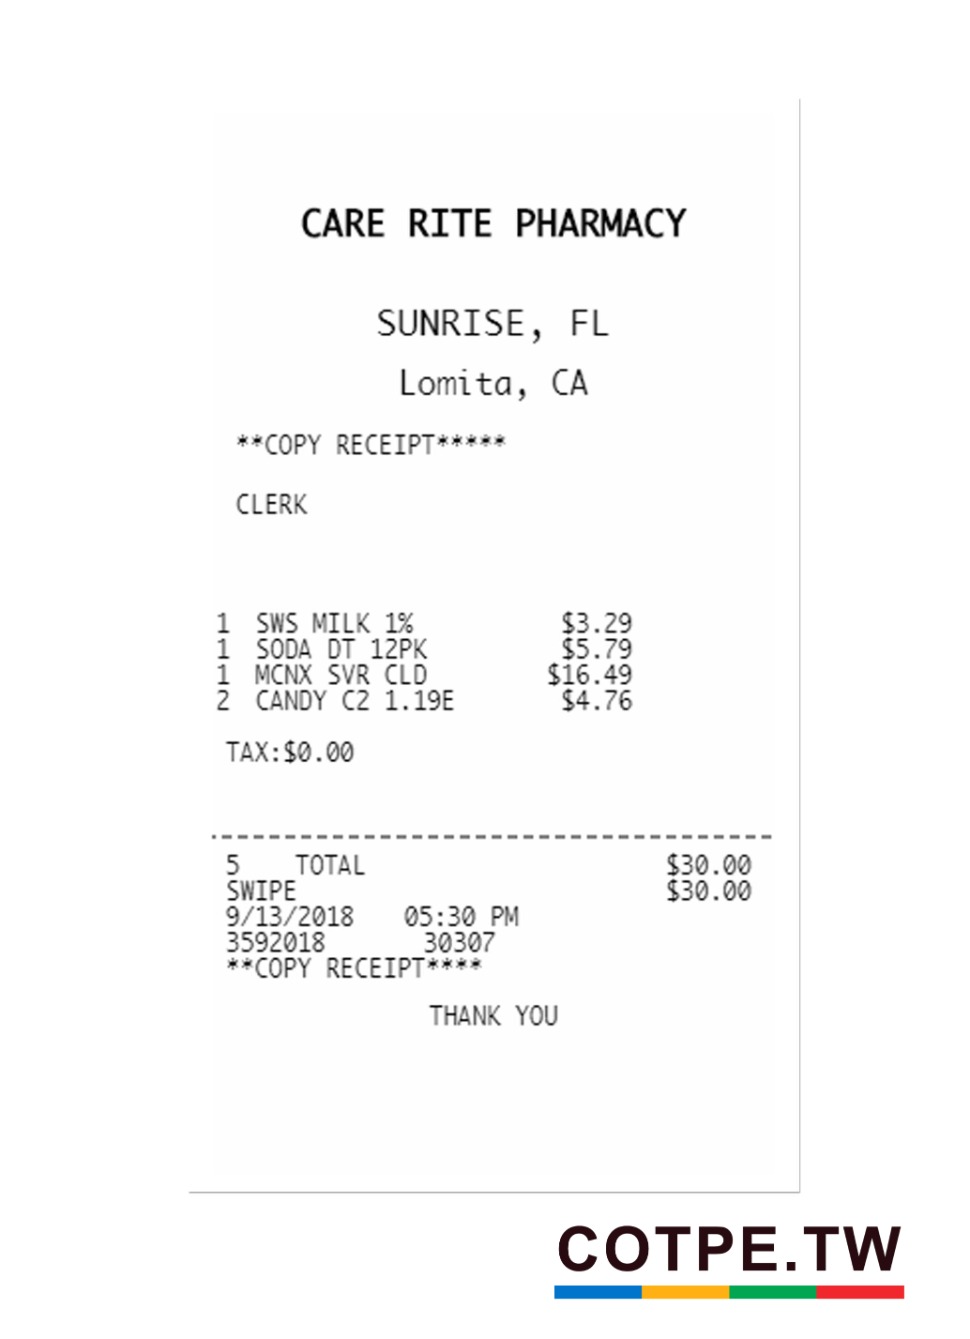 CARE RITE PHARMACY
SUNRISE, FL
Lomita, CA
**COPY RECEIPT*****
CLERK
1 SWS MILK 1% $3.29
1 SODA DT 12PK $5.79
1 MCNX SVR CLD $16.49
2 CANDY C2 1.19E $4.76
TAX:$0.00
5 TOTAL $30.00
SWIPE $30.00
9/13/2018 05:30 PM
3592018 30307
**COPY RECEIPT****
THANK YOU
COTPE.TW